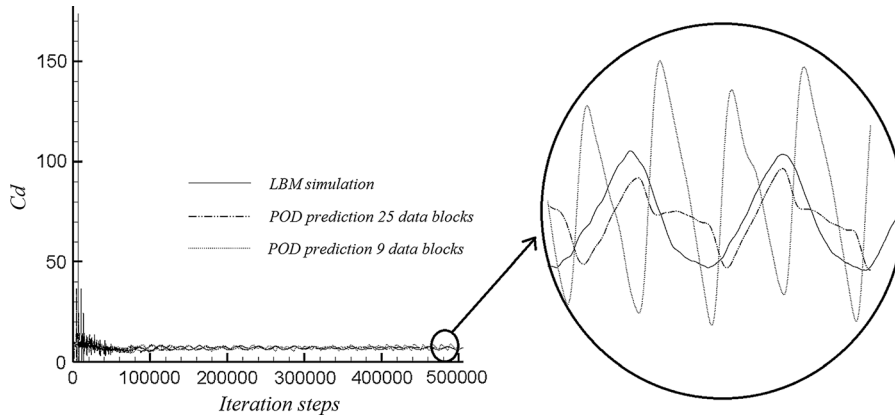 150
100
50
0
Cd
LBM simulation
POD prediction 25 data blocks
POD prediction 9 data blocks
0 100000 200000 300000 400000 500000
Iteration steps